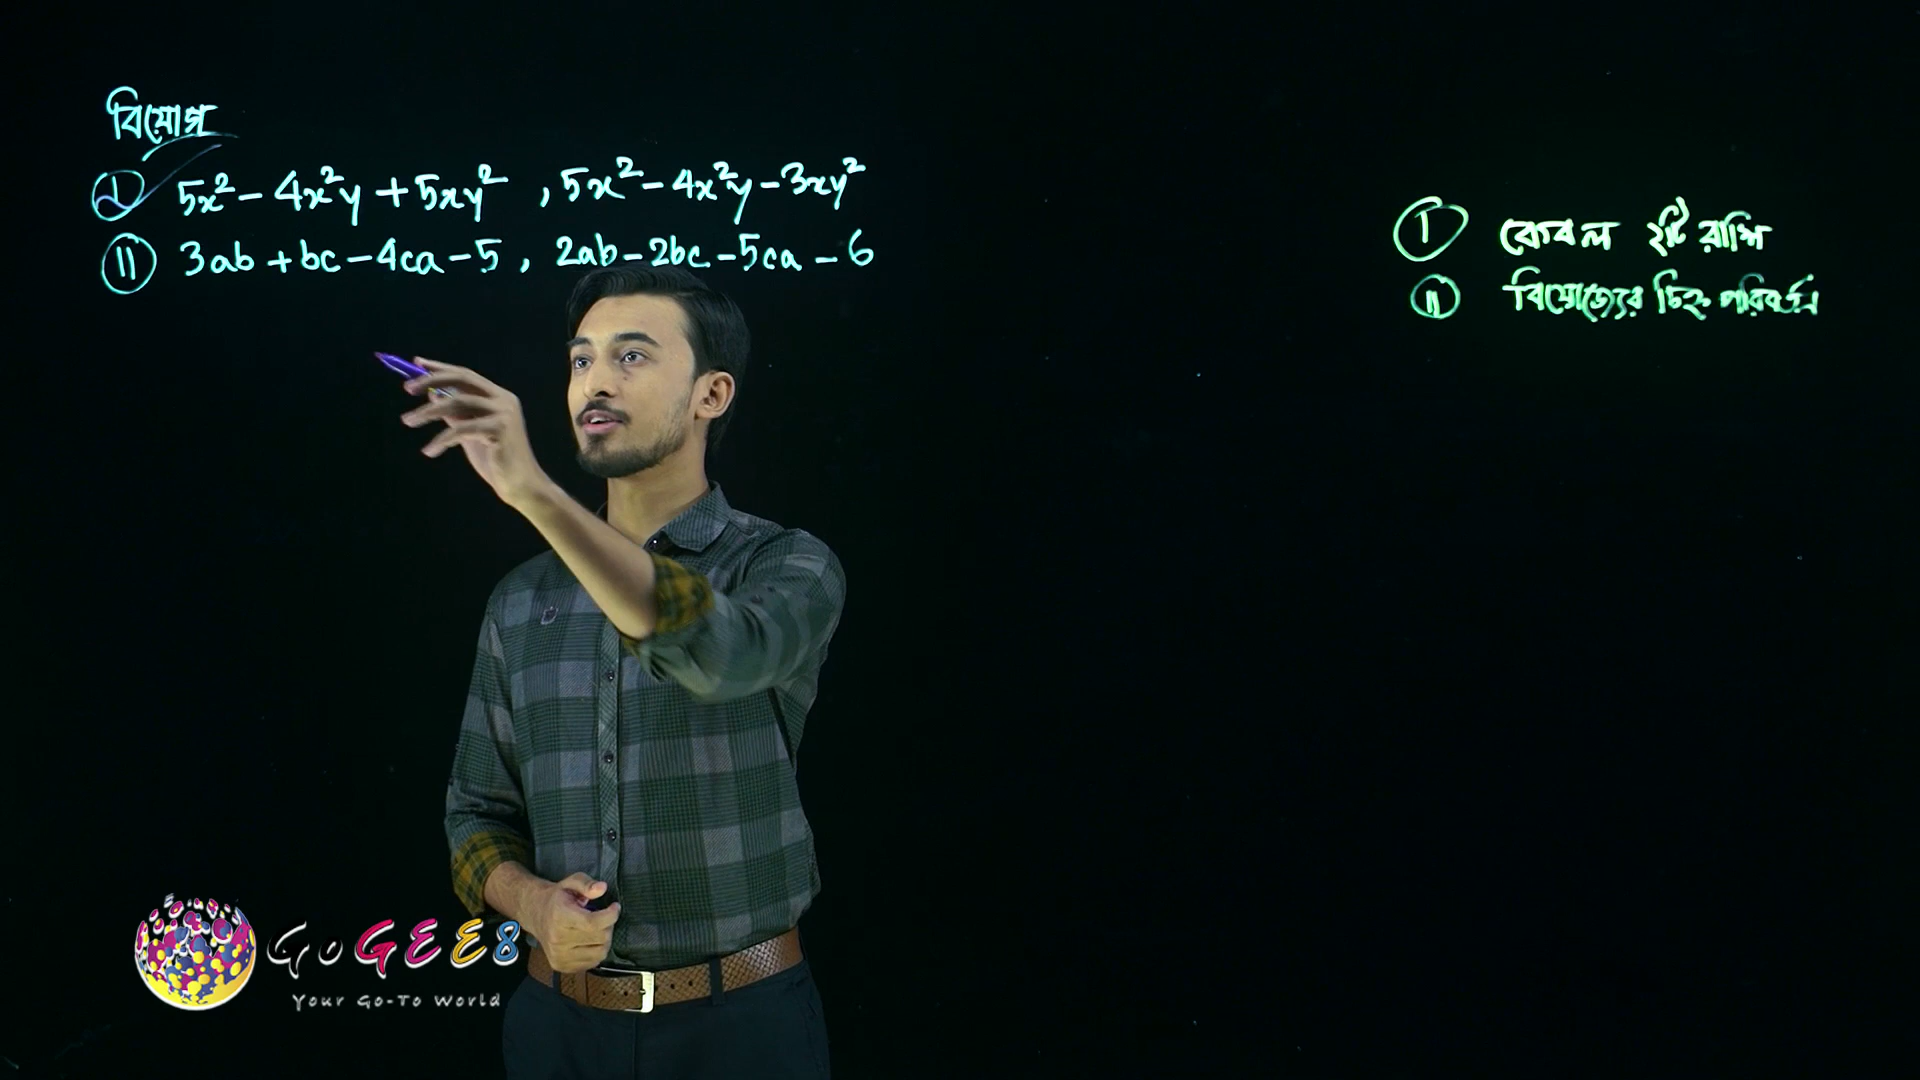 বিয়োগ
I 5x² - 4x²y + 5xy² , 5x² - 4x²y - 3xy²
II 3ab + bc - 4ca - 5 , 2ab - 2bc - 5ca - 6
I কেবল ২টি রাশি
II বিয়োজ্যের চিহ্ন পরিবর্তন
GoGEE8
Your Go-To World